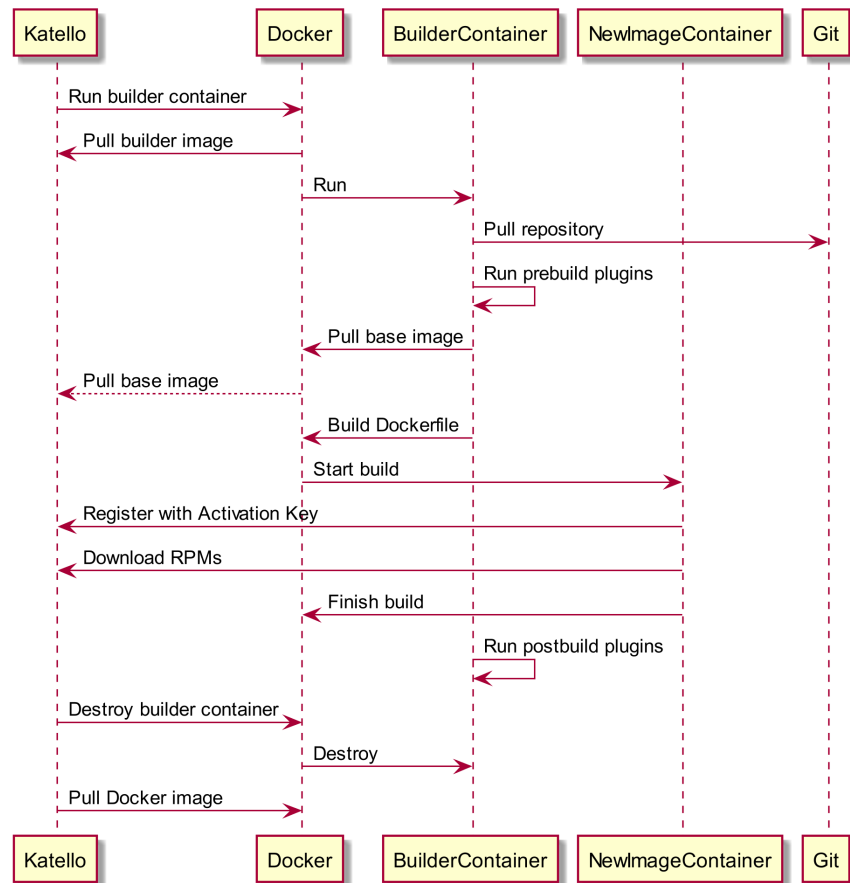 Katello
Docker
BuilderContainer
NewImageContainer
Git
Run builder container
Pull builder image
Run
Pull repository
Run prebuild plugins
Pull base image
Pull base image
Build Dockerfile
Start build
Register with Activation Key
Download RPMs
Finish build
Run postbuild plugins
Destroy builder container
Destroy
Pull Docker image
Katello
Docker
BuilderContainer
NewImageContainer
Git